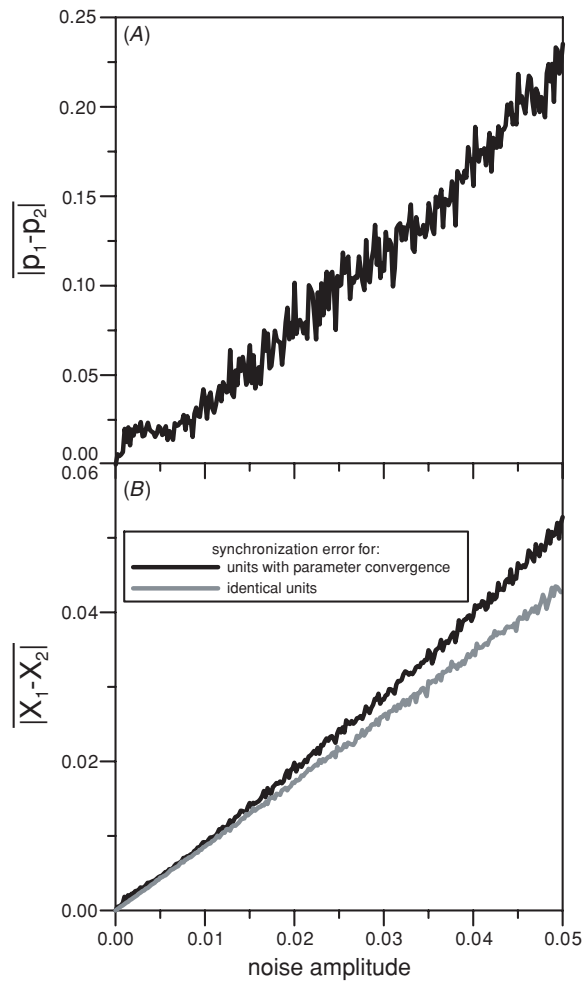 0.25
(A)
0.20
0.15
|p1-p2|
0.10
0.05
0.00
0.06
(B)
synchronization error for:
units with parameter convergence
identical units
0.04
|X1-X2|
0.02
0.00
0.00 0.01 0.02 0.03 0.04 0.05
noise amplitude